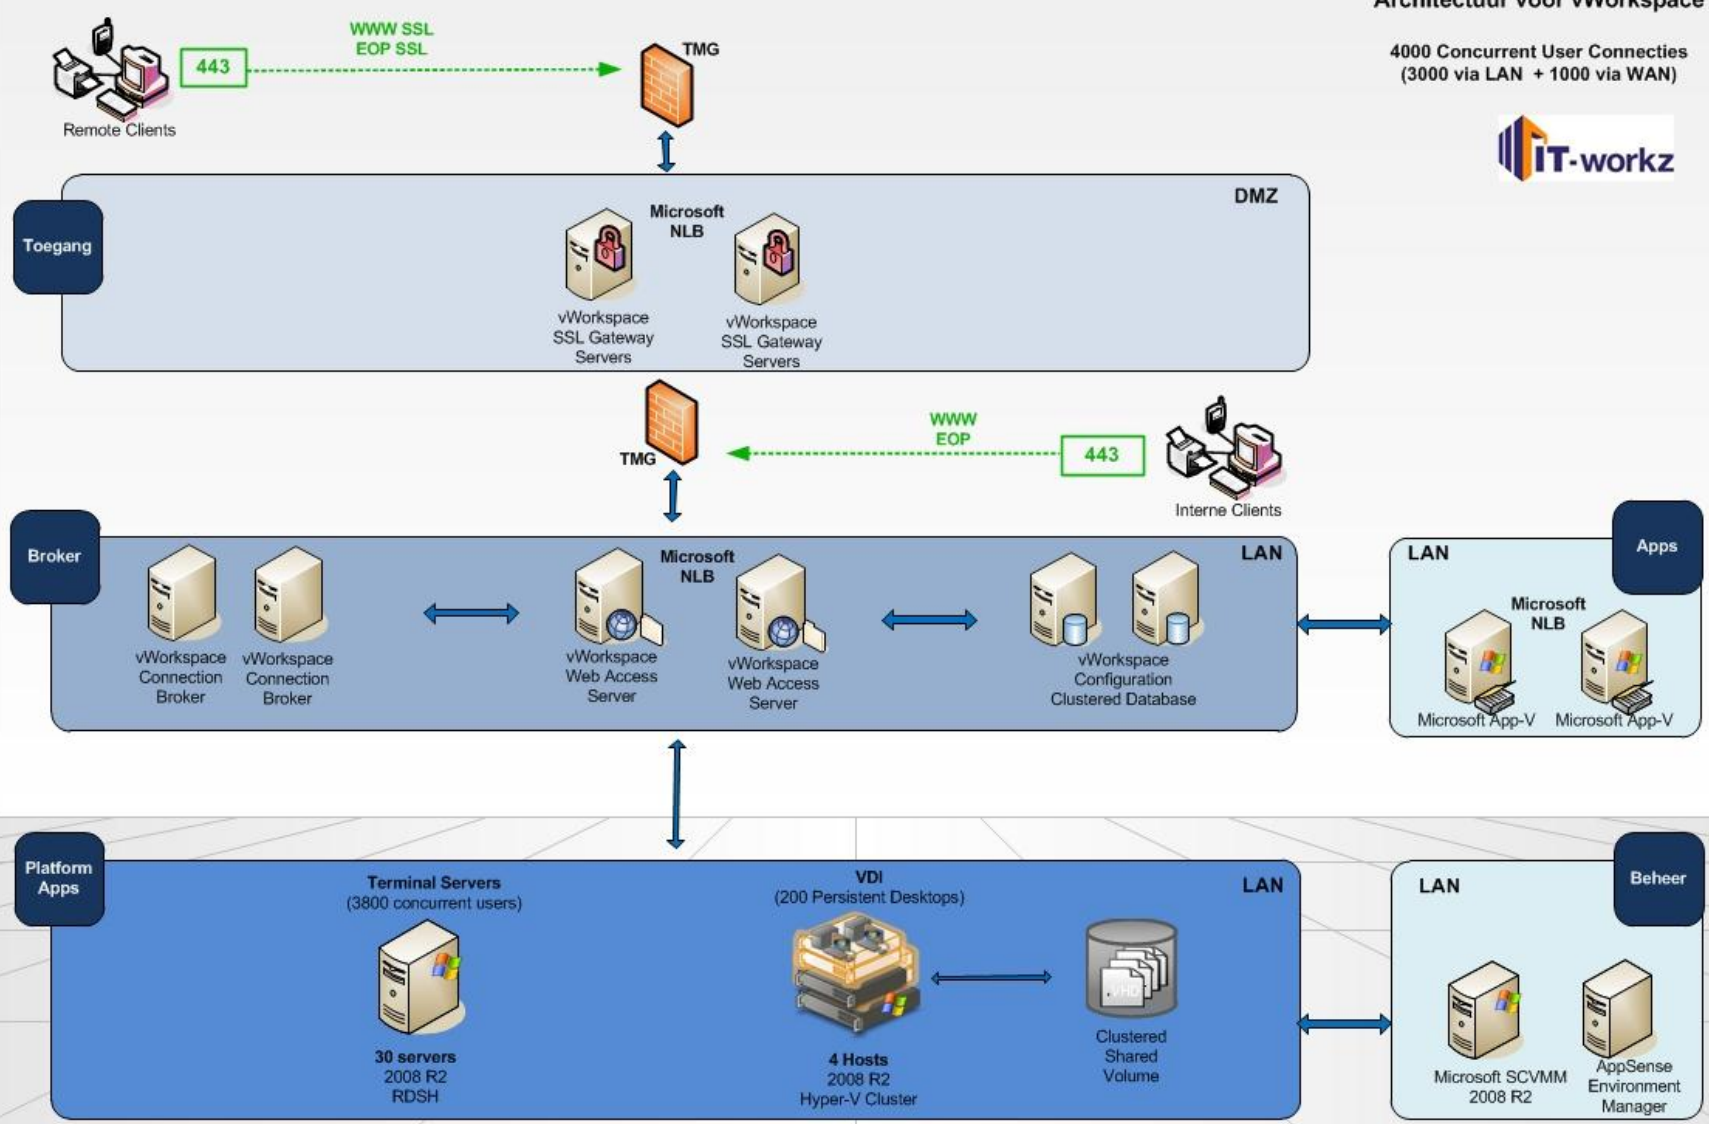 Architectuur voor vWorkspace
4000 Concurrent User Connecties
(3000 via LAN + 1000 via WAN)
IT-workz
WWW SSL
EOP SSL
443
TMG
Remote Clients
Toegang
DMZ
Microsoft
NLB
vWorkspace
SSL Gateway
Servers
vWorkspace
SSL Gateway
Servers
TMG
WWW
EOP
443
Interne Clients
Broker
LAN
Microsoft
NLB
vWorkspace
Connection
Broker
vWorkspace
Connection
Broker
vWorkspace
Web Access
Server
vWorkspace
Web Access
Server
vWorkspace
Configuration
Clustered Database
LAN
Apps
Microsoft
NLB
Microsoft App-V
Microsoft App-V
Platform
Apps
Terminal Servers
(3800 concurrent users)
30 servers
2008 R2
RDSH
VDI
(200 Persistent Desktops)
4 Hosts
2008 R2
Hyper-V Cluster
LAN
.VHD
Clustered
Shared
Volume
LAN
Beheer
Microsoft SCVMM
2008 R2
AppSense
Environment
Manager